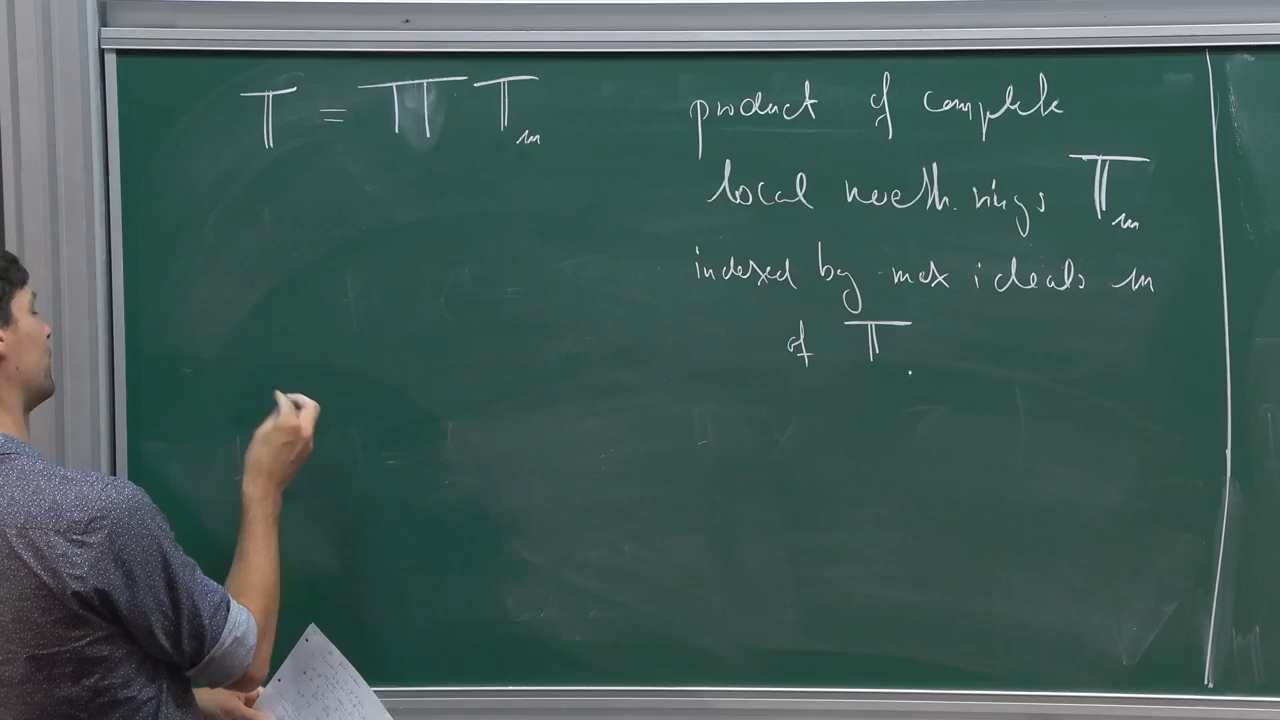 𝕋 = ∏ 𝕋_m
product of complete
local noeth. rings 𝕋_m
indexed by max ideals m
of 𝕋.